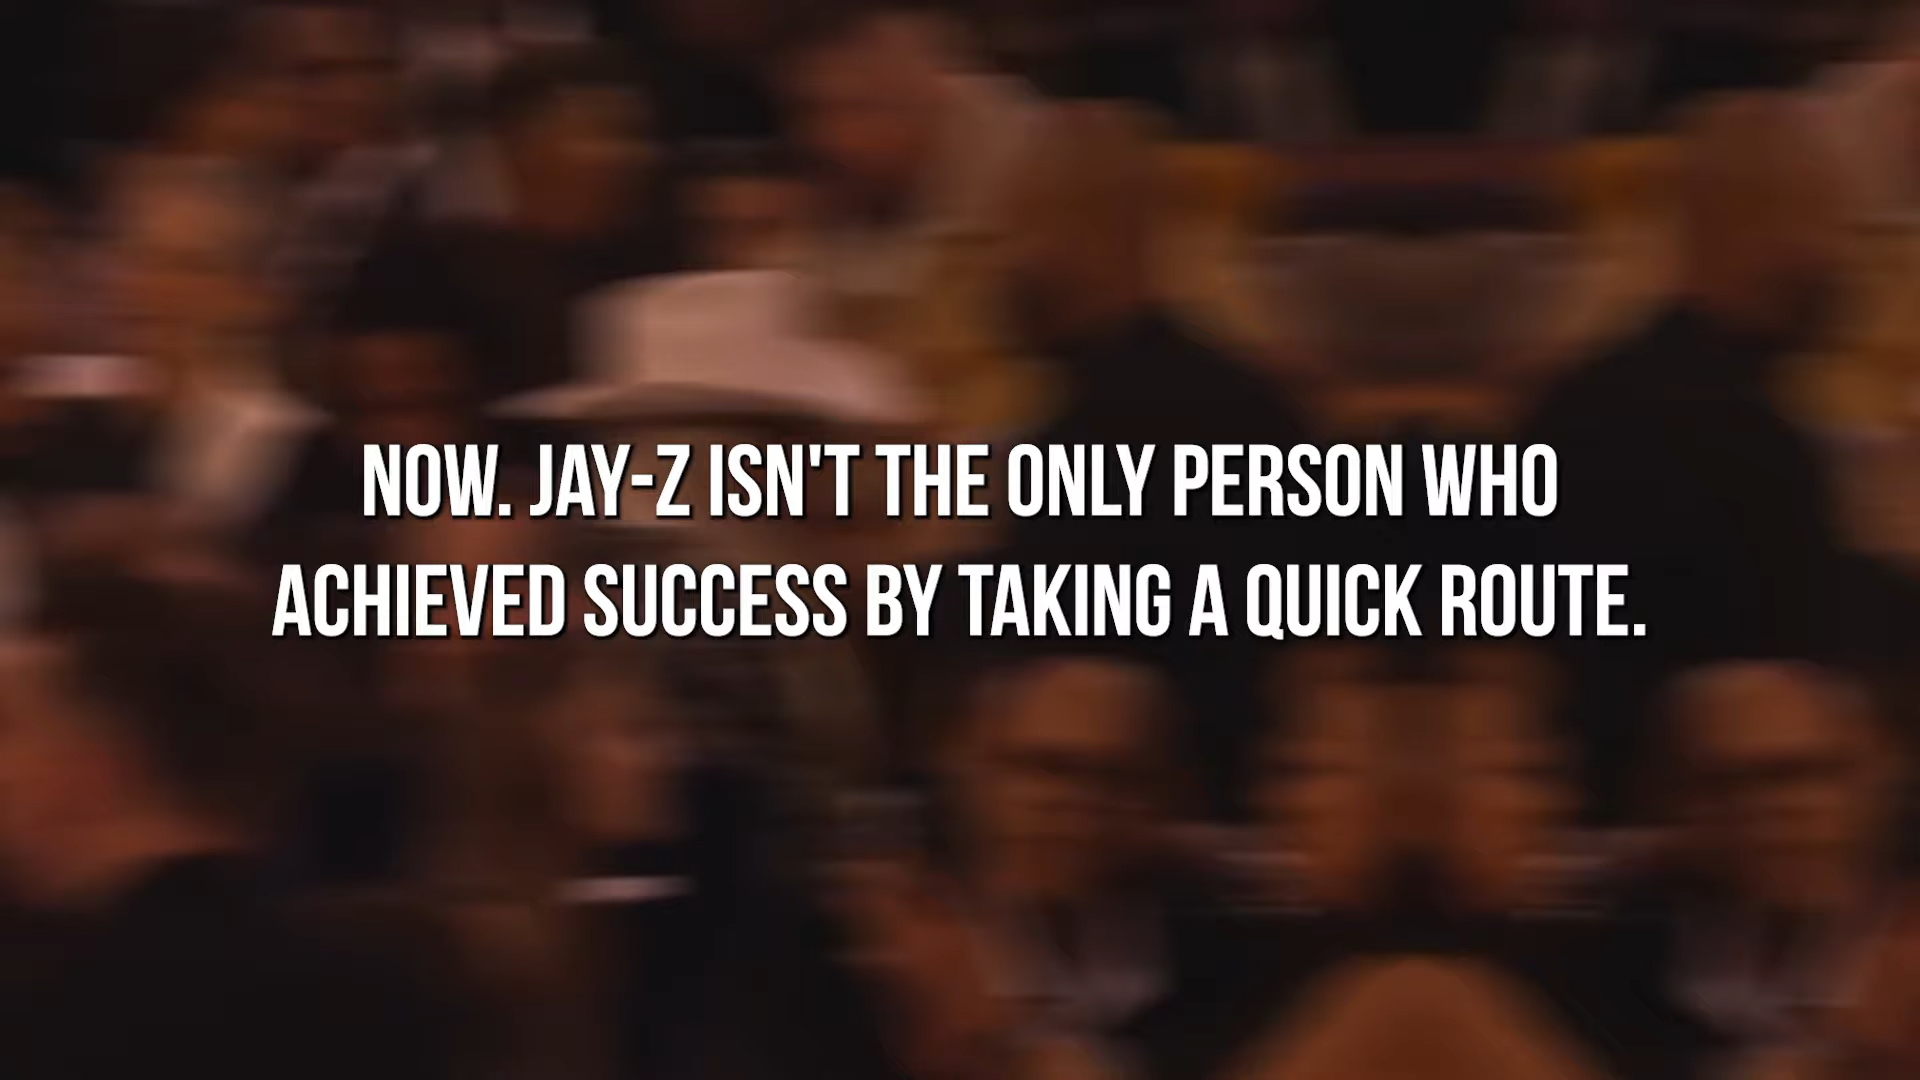 NOW. JAY-Z ISN'T THE ONLY PERSON WHO
ACHIEVED SUCCESS BY TAKING A QUICK ROUTE.